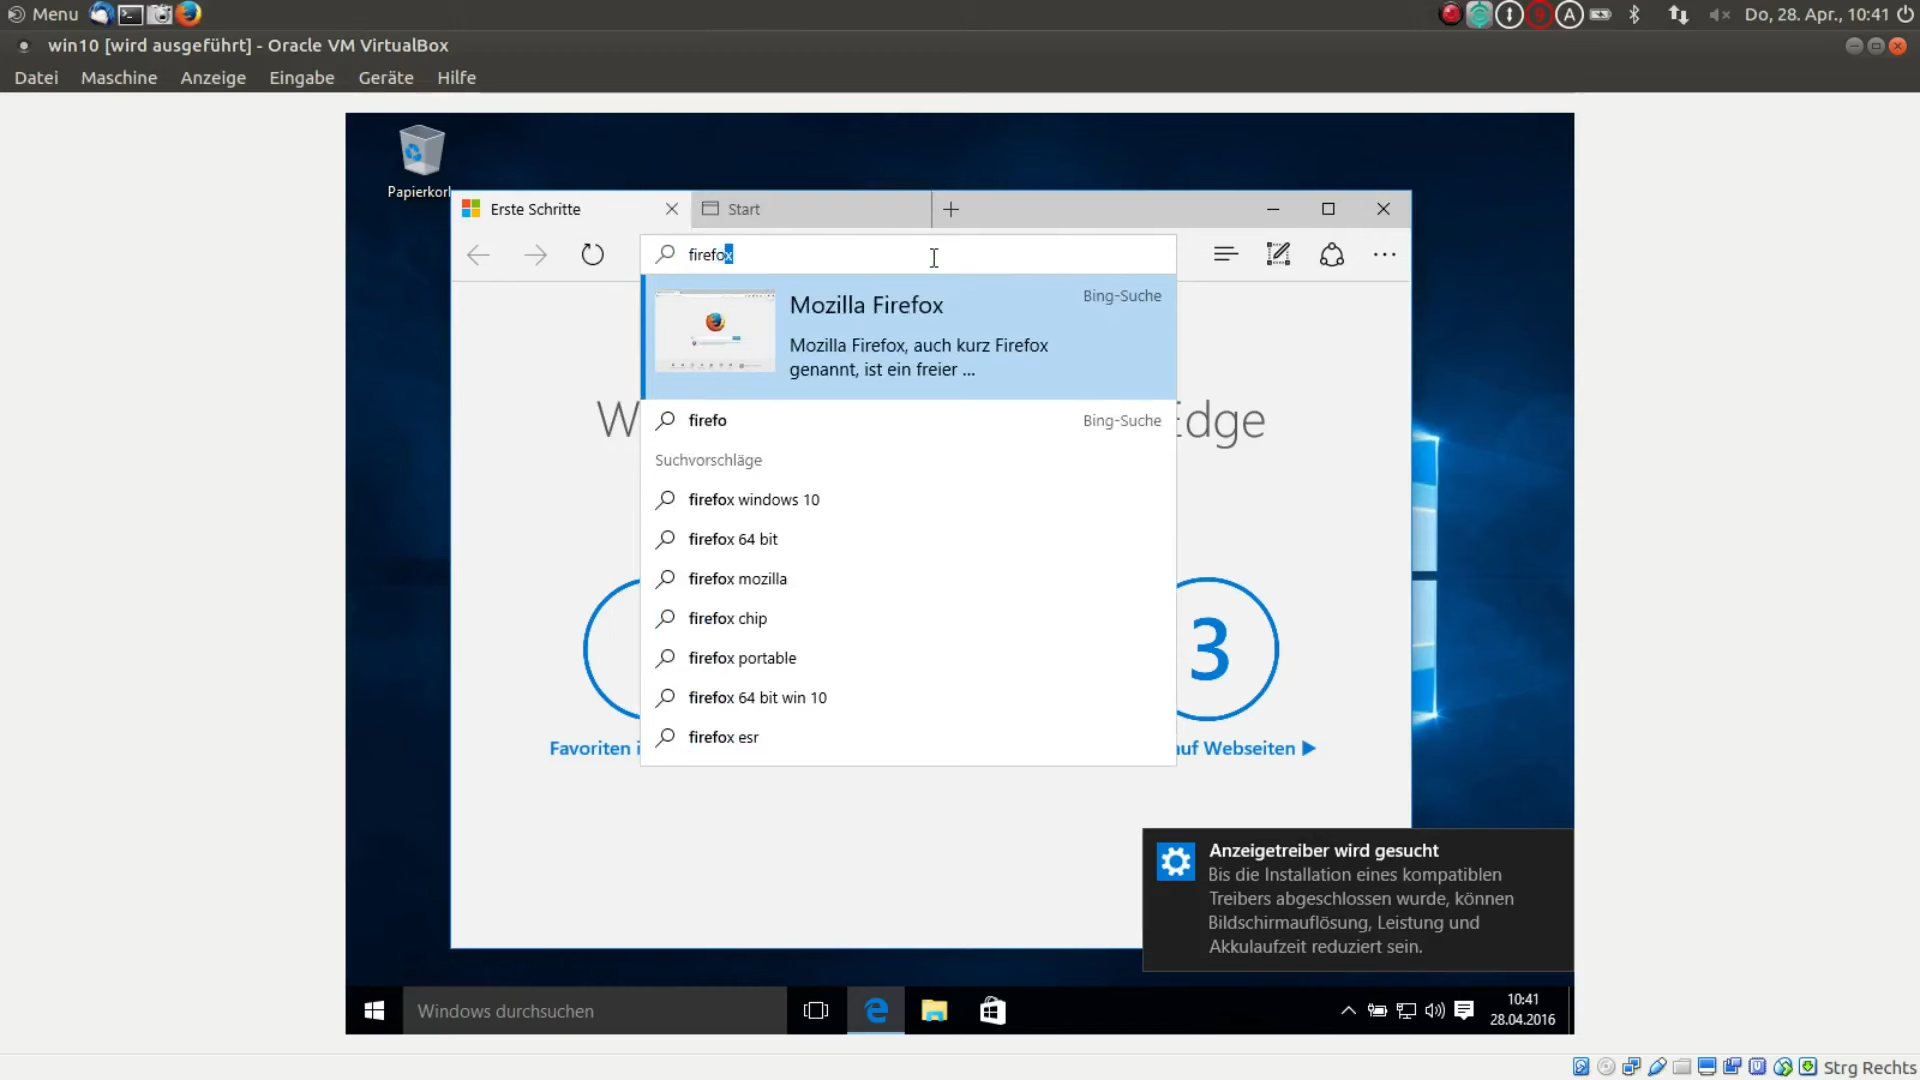 Menu
Do, 28. Apr., 10:41
win10 [wird ausgeführt] - Oracle VM VirtualBox
Datei Maschine Anzeige Eingabe Geräte Hilfe
Papierkorb
Erste Schritte
Start
firefox
Mozilla Firefox
Bing-Suche
Mozilla Firefox, auch kurz Firefox
genannt, ist ein freier ...
firefo
Bing-Suche
W
Edge
Suchvorschläge
firefox windows 10
firefox 64 bit
firefox mozilla
firefox chip
firefox portable
firefox 64 bit win 10
firefox esr
3
Favoriten i
auf Webseiten
Anzeigetreiber wird gesucht
Bis die Installation eines kompatiblen
Treibers abgeschlossen wurde, können
Bildschirmauflösung, Leistung und
Akkulaufzeit reduziert sein.
Windows durchsuchen
10:41
28.04.2016
Strg Rechts